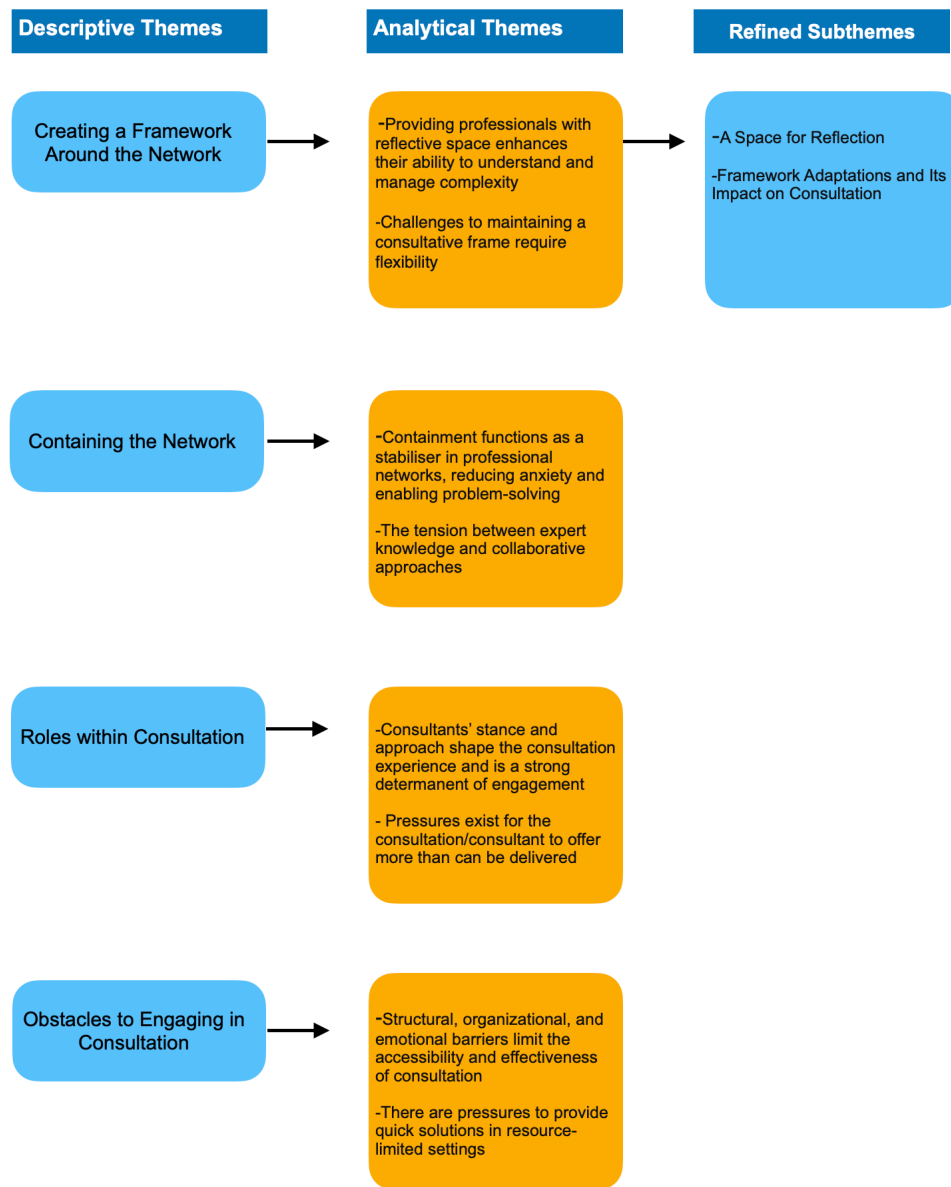 Descriptive Themes
Analytical Themes
Refined Subthemes
Creating a Framework
Around the Network
-Providing professionals with
reflective space enhances
their ability to understand and
manage complexity
-Challenges to maintaining a
consultative frame require
flexibility
-A Space for Reflection
-Framework Adaptations and Its
Impact on Consultation
Containing the Network
-Containment functions as a
stabiliser in professional
networks, reducing anxiety and
enabling problem-solving
-The tension between expert
knowledge and collaborative
approaches
Roles within Consultation
-Consultants’ stance and
approach shape the consultation
experience and is a strong
determanent of engagement
- Pressures exist for the
consultation/consultant to offer
more than can be delivered
Obstacles to Engaging in
Consultation
-Structural, organizational, and
emotional barriers limit the
accessibility and effectiveness
of consultation
-There are pressures to provide
quick solutions in resource-
limited settings